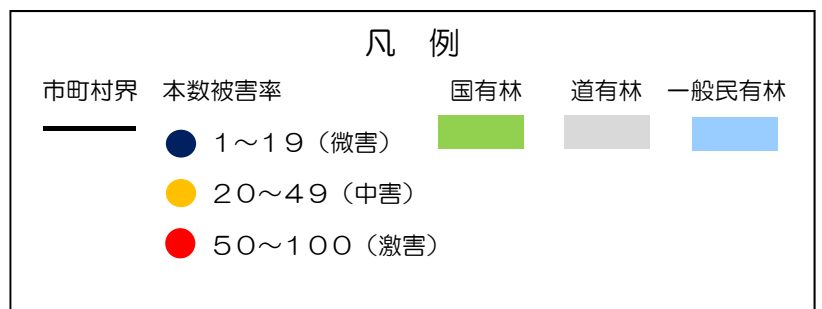 凡　例
市町村界　本数被害率　国有林　道有林　一般民有林
１～１９（微害）
２０～４９（中害）
５０～１００（激害）